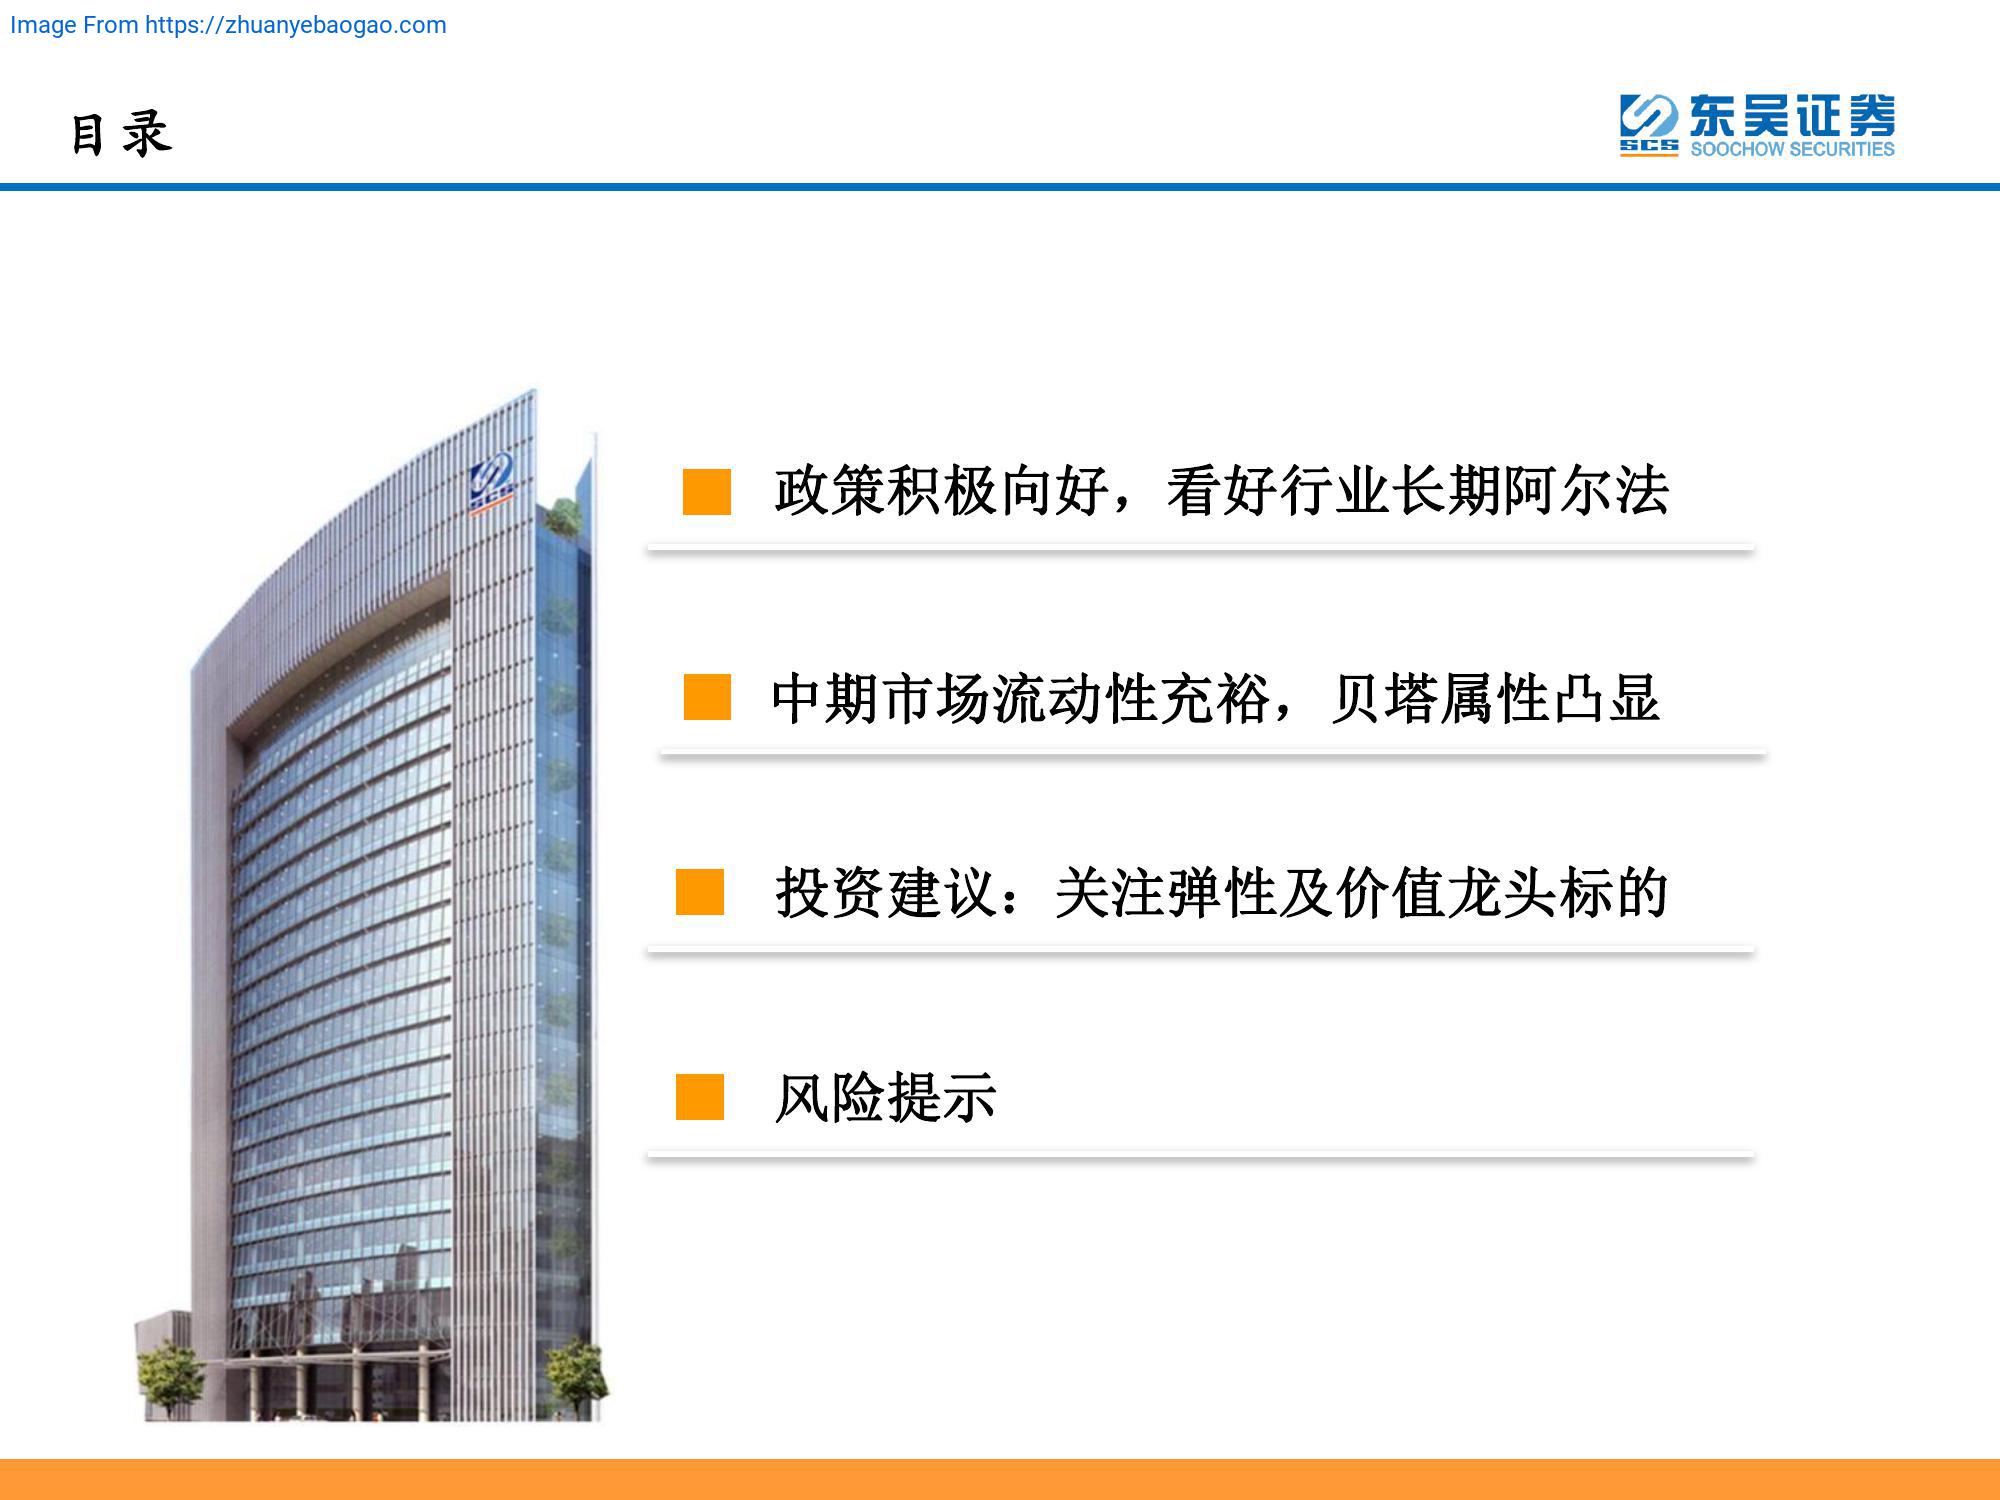 Image From https://zhuanyebaogao.com
目录
东吴证券
SCS
SOOCHOW SECURITIES
SCS
政策积极向好，看好行业长期阿尔法
中期市场流动性充裕，贝塔属性凸显
投资建议：关注弹性及价值龙头标的
风险提示